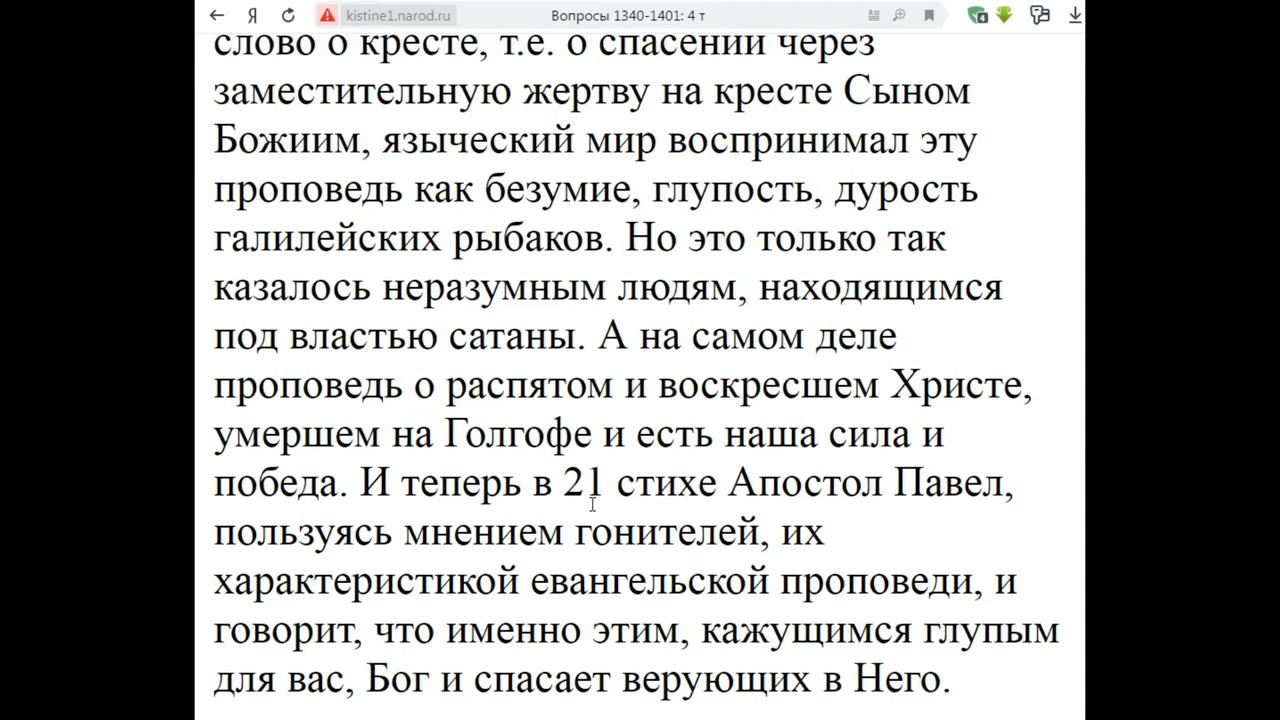 Я kistine1.narod.ru Вопросы 1340-1401: 4 т 4
слово о кресте, т.е. о спасении через
заместительную жертву на кресте Сыном
Божиим, языческий мир воспринимал эту
проповедь как безумие, глупость, дурость
галилейских рыбаков. Но это только так
казалось неразумным людям, находящимся
под властью сатаны. А на самом деле
проповедь о распятом и воскресшем Христе,
умершем на Голгофе и есть наша сила и
победа. И теперь в 21 стихе Апостол Павел,
пользуясь мнением гонителей, их
характеристикой евангельской проповеди, и
говорит, что именно этим, кажущимся глупым
для вас, Бог и спасает верующих в Него.